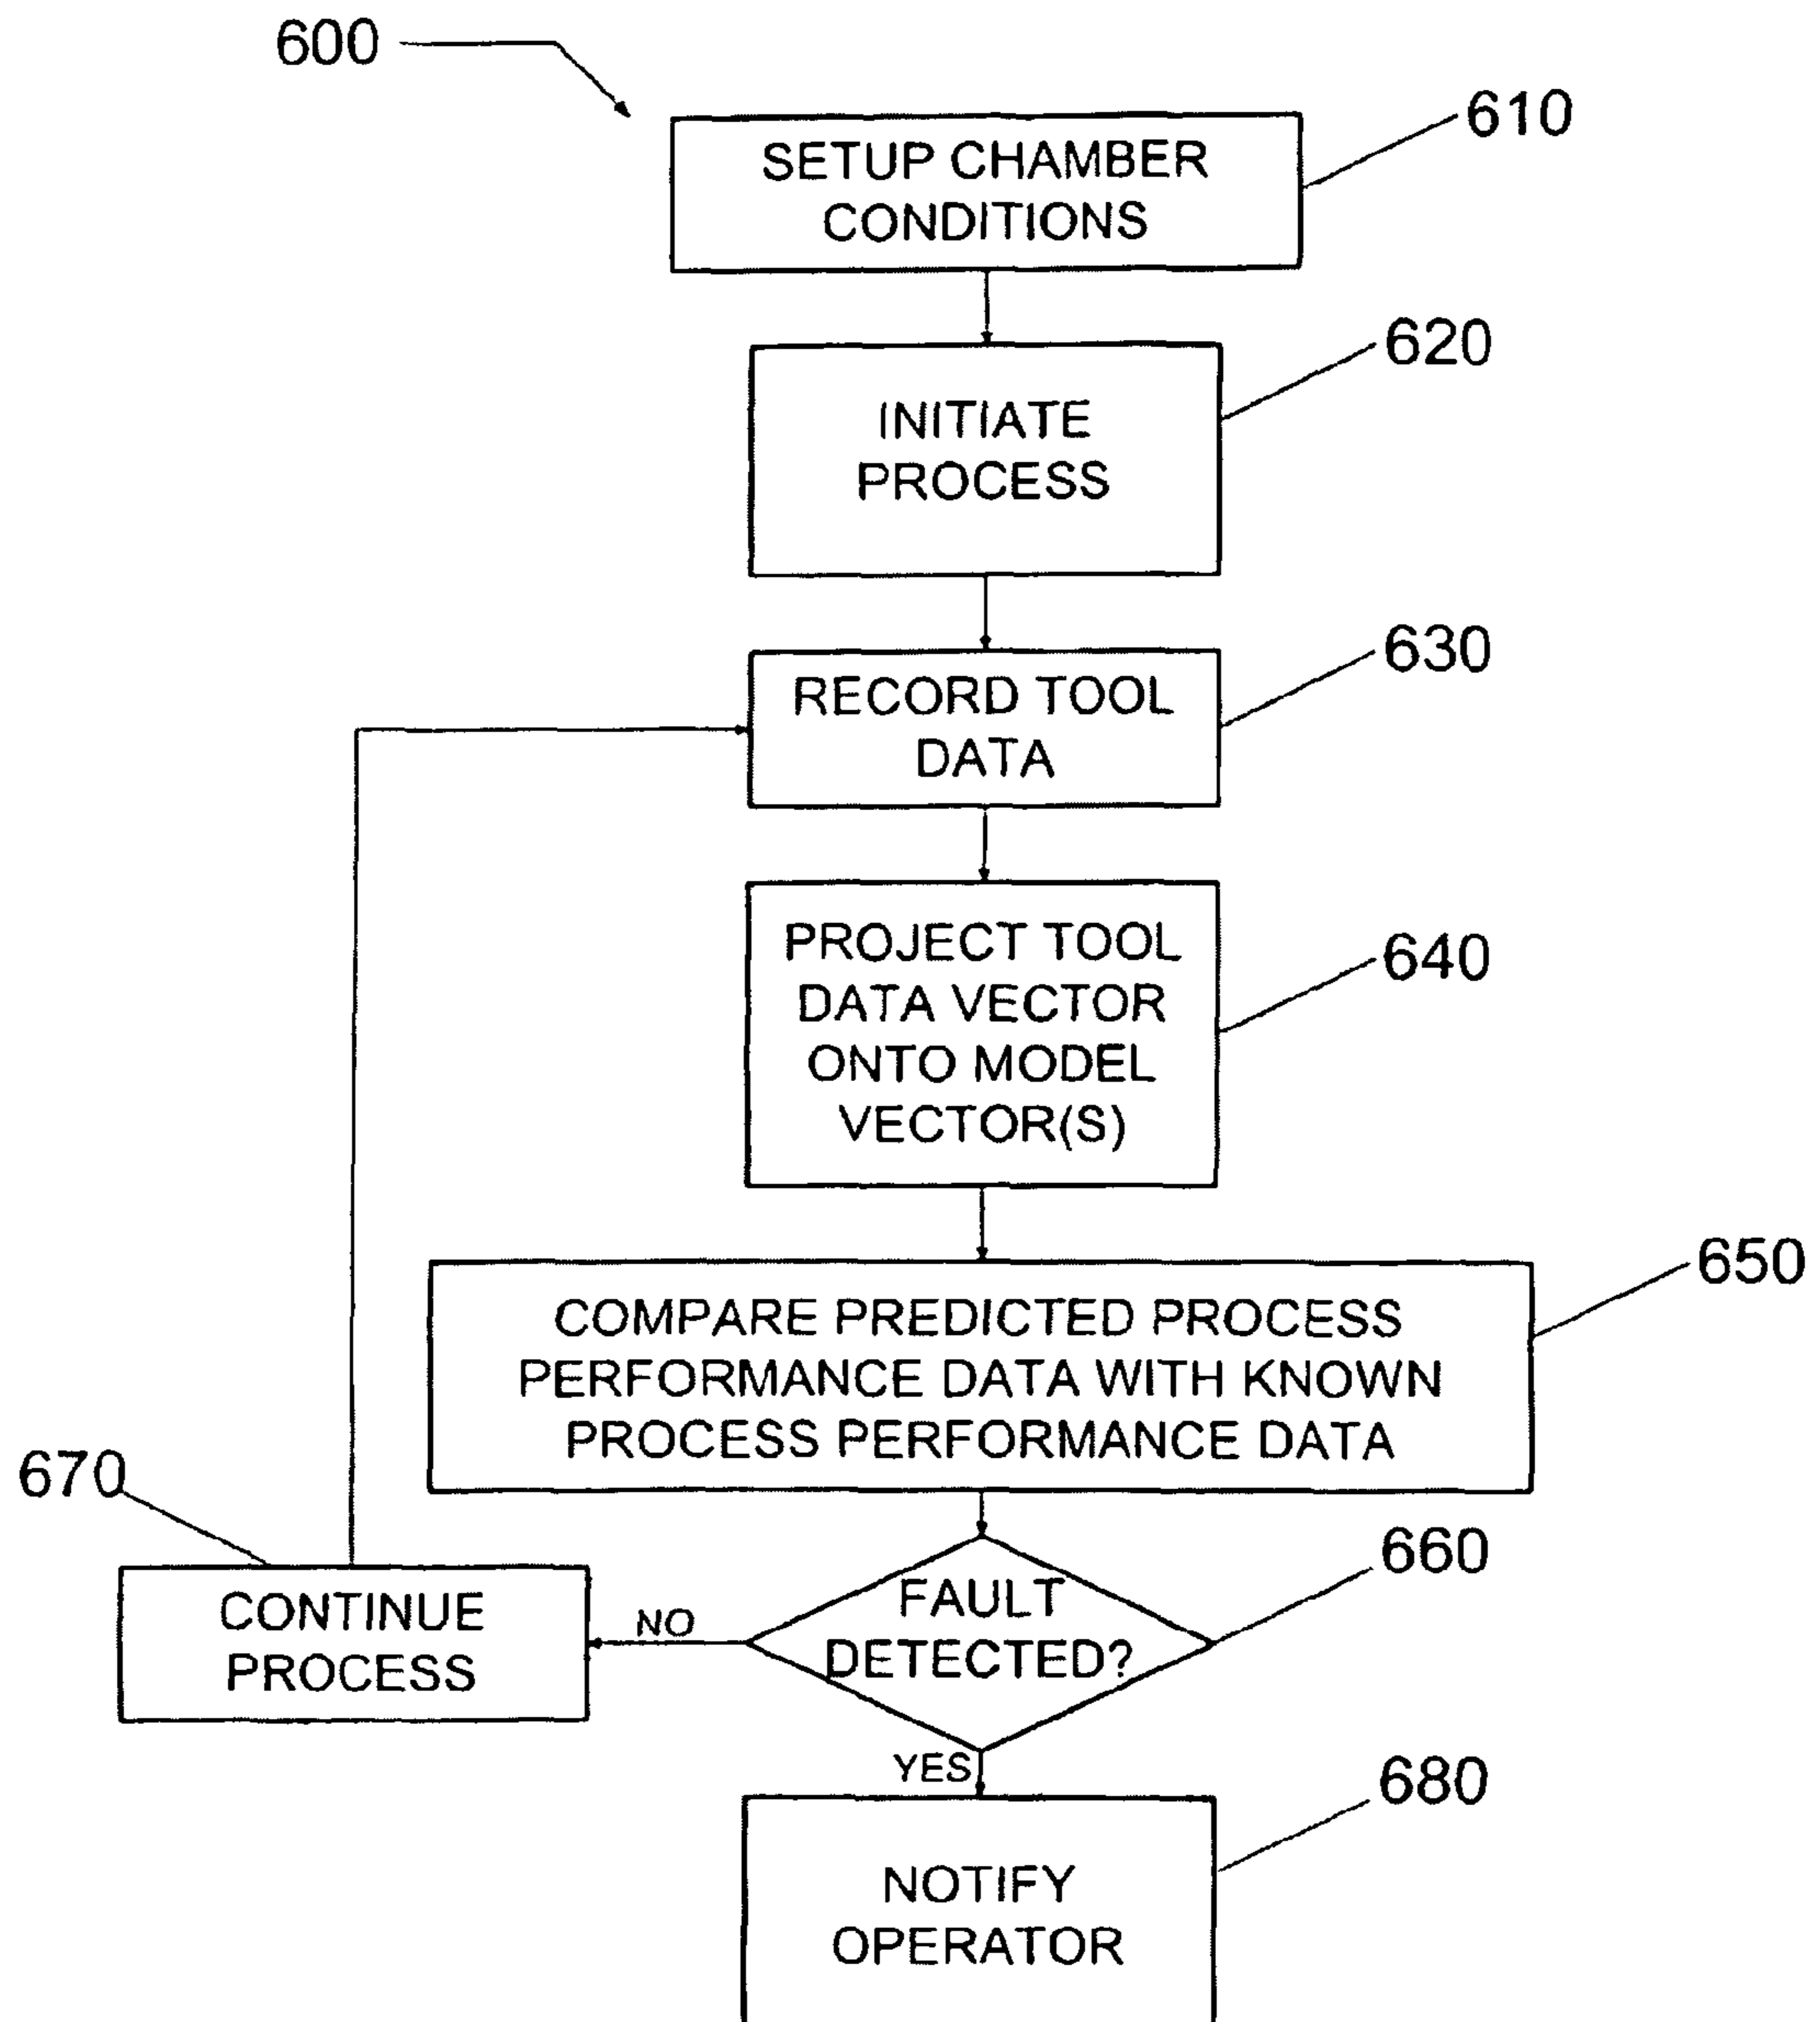 600
610
SETUP CHAMBER
CONDITIONS
620
INITIATE
PROCESS
630
RECORD TOOL
DATA
640
PROJECT TOOL
DATA VECTOR
ONTO MODEL
VECTOR(S)
650
COMPARE PREDICTED PROCESS
PERFORMANCE DATA WITH KNOWN
PROCESS PERFORMANCE DATA
660
FAULT
DETECTED?
NO
670
CONTINUE
PROCESS
YES
680
NOTIFY
OPERATOR